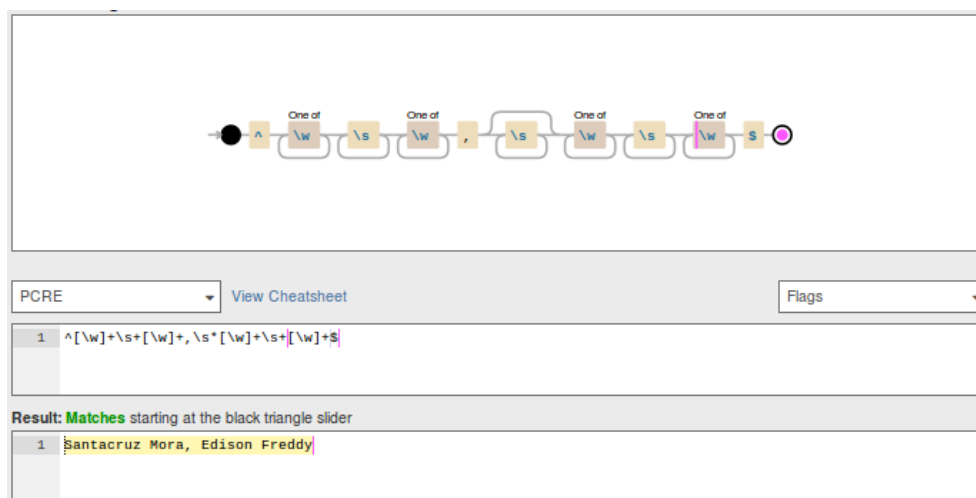 One of One of One of One of
^ \w \s \w , \s \w \s \w $
PCRE View Cheatsheet Flags
1 ^[\w]+\s+[\w]+,\s*[\w]+\s+[\w]+$
Result: Matches starting at the black triangle slider
1 Santacruz Mora, Edison Freddy